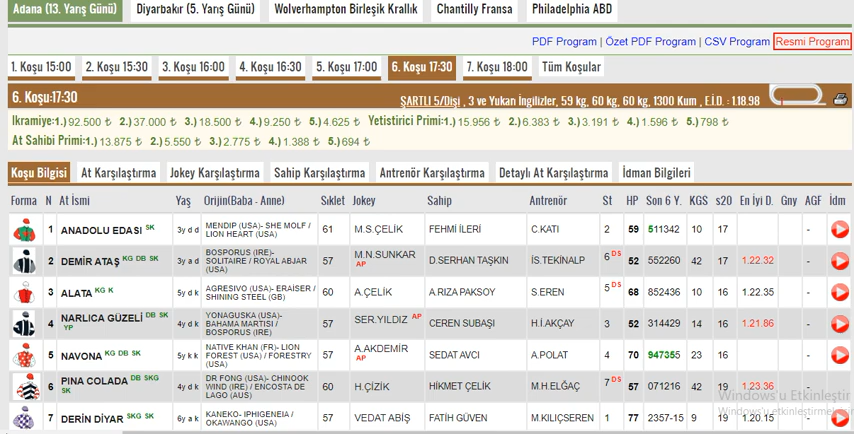 Adana (13. Yarış Günü) Diyarbakır (5. Yarış Günü) Wolverhampton Birleşik Krallık Chantilly Fransa Philadelphia ABD
PDF Program | Özet PDF Program | CSV Program | Resmi Program
1. Koşu 15:00 2. Koşu 15:30 3. Koşu 16:00 4. Koşu 16:30 5. Koşu 17:00 6. Koşu 17:30 7. Koşu 18:00 Tüm Koşular
6. Koşu:17:30 ŞARTLI 5/Dişi , 3 ve Yukarı İngilizler, 59 kg, 60 kg, 60 kg, 1300 Kum , E.İ.D. : 1.18.98
Ikramiye:1.) 92.500 ₺ 2.) 37.000 ₺ 3.) 18.500 ₺ 4.) 9.250 ₺ 5.) 4.625 ₺ Yetistirici Primi:1.) 15.956 ₺ 2.) 6.383 ₺ 3.) 3.191 ₺ 4.) 1.596 ₺ 5.) 798 ₺
At Sahibi Primi:1.) 13.875 ₺ 2.) 5.550 ₺ 3.) 2.775 ₺ 4.) 1.388 ₺ 5.) 694 ₺
Koşu Bilgisi At Karşılaştırma Jokey Karşılaştırma Sahip Karşılaştırma Antrenör Karşılaştırma Detaylı At Karşılaştırma İdman Bilgileri
Forma N At İsmi Yaş Orijin(Baba - Anne) Sıklet Jokey Sahip Antrenör St HP Son 6 Y. KGS s20 En İyi D. Gny AGF İdm
1 ANADOLU EDASI SK 3y d d MENDIP (USA)- SHE MOLF / LION HEART (USA) 61 M.S.ÇELİK FEHMİ İLERİ C.KATI 2 59 511342 10 17 -
2 DEMİR ATAŞ KG DB SK 3y a d BOSPORUS (IRE)- SOLITAIRE / ROYAL ABJAR (USA) 57 M.N.SUNKAR AP D.SERHAN TAŞKIN İS.TEKİNALP 6 DS 52 552260 42 17 1.22.32 -
3 ALATA KG K 5y d k AGRESIVO (USA)- ERAISER / SHINING STEEL (GB) 60 A.ÇELİK A.RIZA PAKSOY S.EREN 5 DS 68 852436 10 16 1.22.35 -
4 NARLICA GÜZELİ DB SK YP 4y d k YONAGUSKA (USA)- BAHAMA MARTISI / BOSPORUS (IRE) 57 SER.YILDIZ AP CEREN SUBAŞI H.İ.AKÇAY 3 52 314429 14 16 1.21.86 -
5 NAVONA KG DB SK 5y k k NATIVE KHAN (FR)- LION FOREST (USA) / FORESTRY (USA) 57 A.AKDEMİR AP SEDAT AVCI A.POLAT 4 70 947355 23 16 -
6 PINA COLADA DB SKG SK 4y d k DR FONG (USA)- CHINOOK WIND (IRE) / ENCOSTA DE LAGO (AUS) 60 H.ÇİZİK HİKMET ÇELİK M.H.ELĞAÇ 7 DS 57 071216 42 19 1.23.36 -
Windows'u Etkinleştir
Windows'u etkinleştirmek
7 DERİN DİYAR SKG SK 6y a k KANEKO- IPHIGENEIA / OKAWANGO (USA) 57 VEDAT ABİŞ FATİH GÜVEN M.KILIÇSEREN 1 77 2357-15 9 19 1.20.15 -